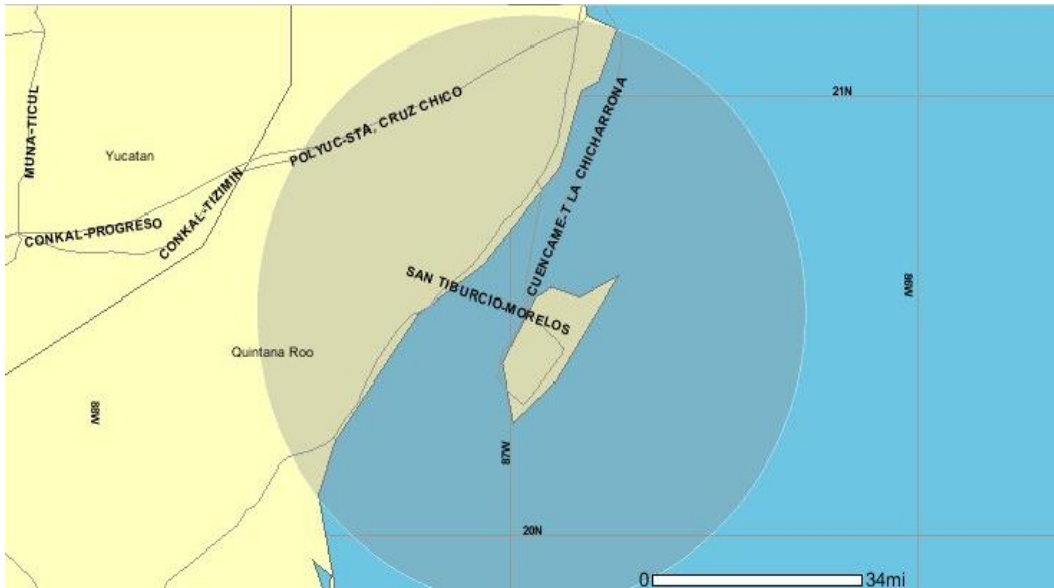 21N
MUNA-TICUL
POLYUC-STA, CRUZ CHICO
CUENCAME-T LA CHICHARRONA
Yucatan
CONKAL-TIZIMIN
CONKAL-PROGRESO
SAN TIBURCIO-MORELOS
86W
Quintana Roo
88W
87W
20N
0 34mi